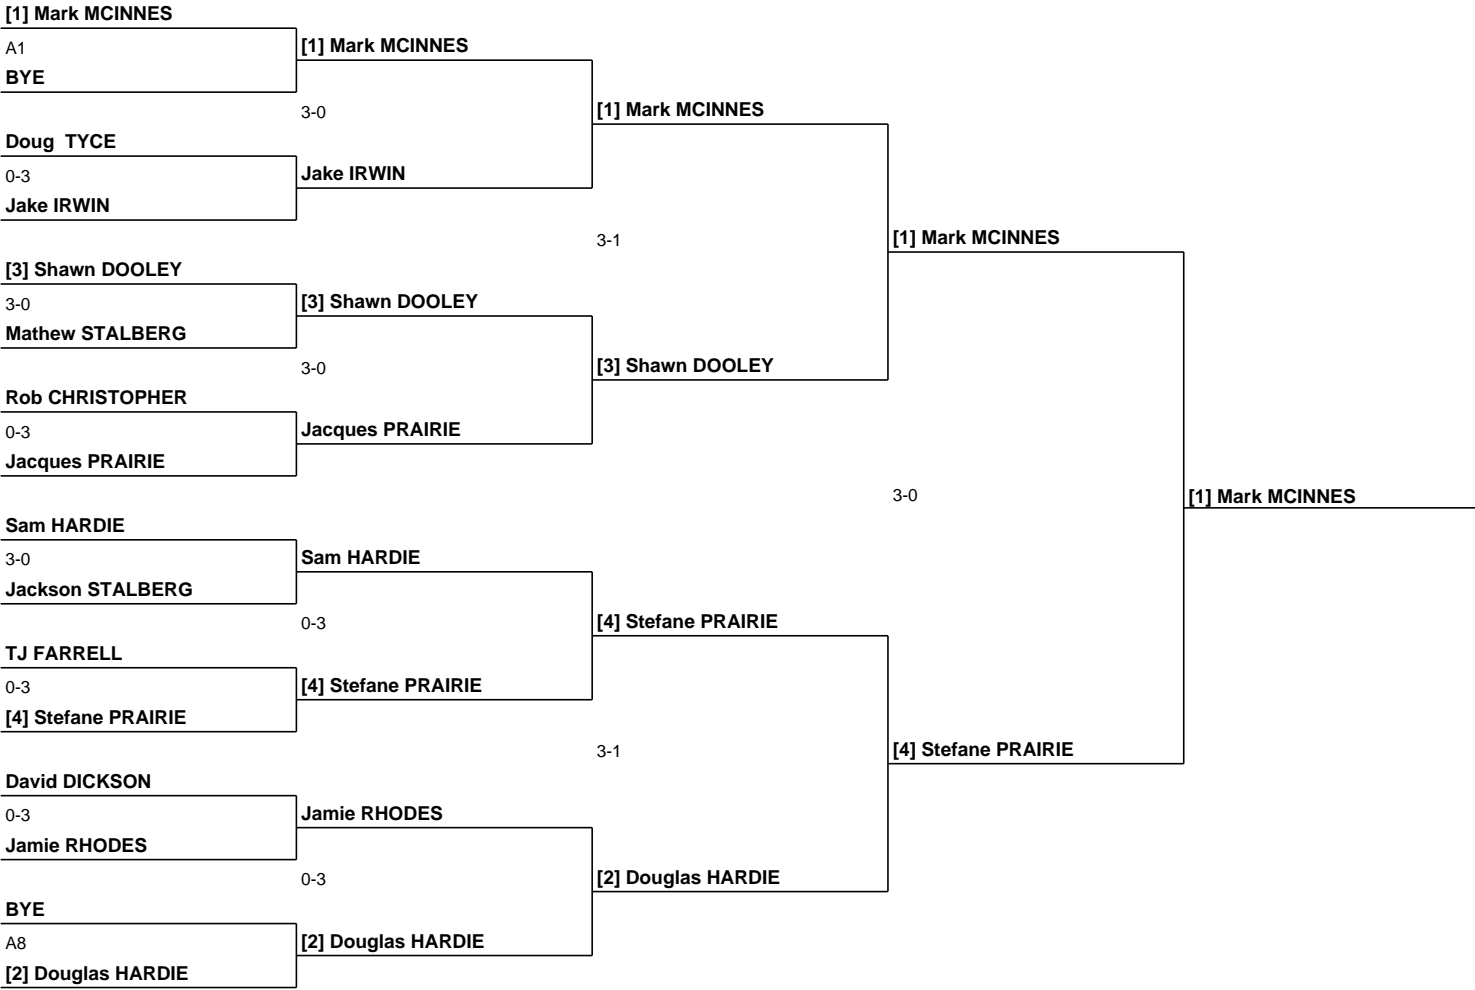 [1] Mark MCINNES
A1
BYE
[1] Mark MCINNES
3-0
Doug  TYCE
0-3
Jake IRWIN
Jake IRWIN
[1] Mark MCINNES
3-1
[3] Shawn DOOLEY
3-0
Mathew STALBERG
[3] Shawn DOOLEY
3-0
Rob CHRISTOPHER
0-3
Jacques PRAIRIE
Jacques PRAIRIE
[3] Shawn DOOLEY
[1] Mark MCINNES
3-0
Sam HARDIE
3-0
Jackson STALBERG
Sam HARDIE
0-3
TJ FARRELL
0-3
[4] Stefane PRAIRIE
[4] Stefane PRAIRIE
[4] Stefane PRAIRIE
3-1
David DICKSON
0-3
Jamie RHODES
Jamie RHODES
0-3
BYE
A8
[2] Douglas HARDIE
[2] Douglas HARDIE
[2] Douglas HARDIE
[4] Stefane PRAIRIE
[1] Mark MCINNES